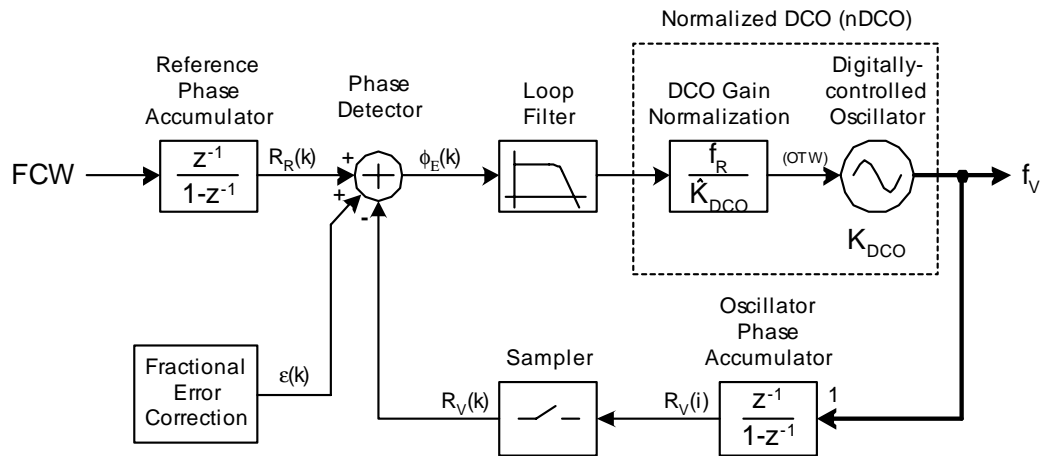 Normalized DCO (nDCO)
Reference
Phase
Accumulator
Phase
Detector
Loop
Filter
DCO Gain
Normalization
Digitally-
controlled
Oscillator
FCW
z⁻¹
1-z⁻¹
R_R(k)
+
+
-
+
ϕ_E(k)
f_R
K̂_DCO
(OTW)
f_V
K_DCO
Fractional
Error
Correction
ε(k)
R_V(k)
Sampler
R_V(i)
Oscillator
Phase
Accumulator
z⁻¹
1-z⁻¹
1